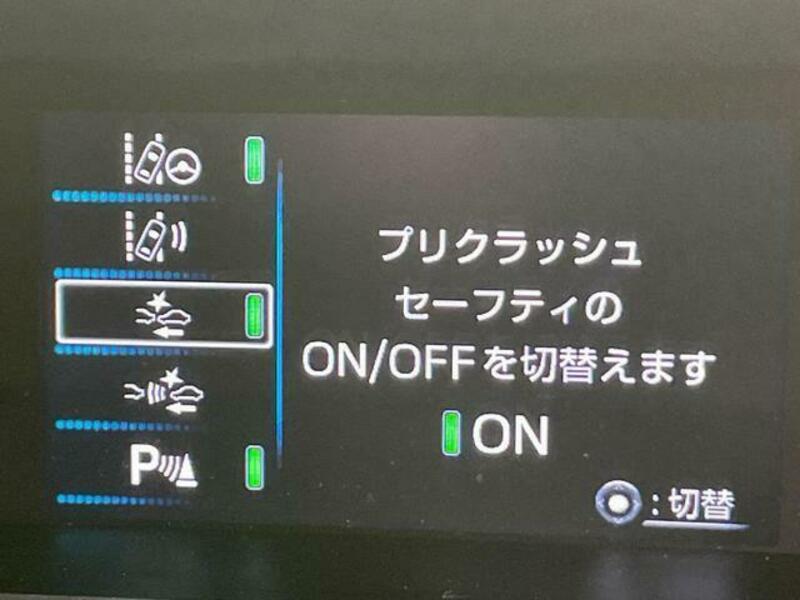 プリクラッシュ
セーフティの
ON/OFFを切替えます
ON
P
:切替